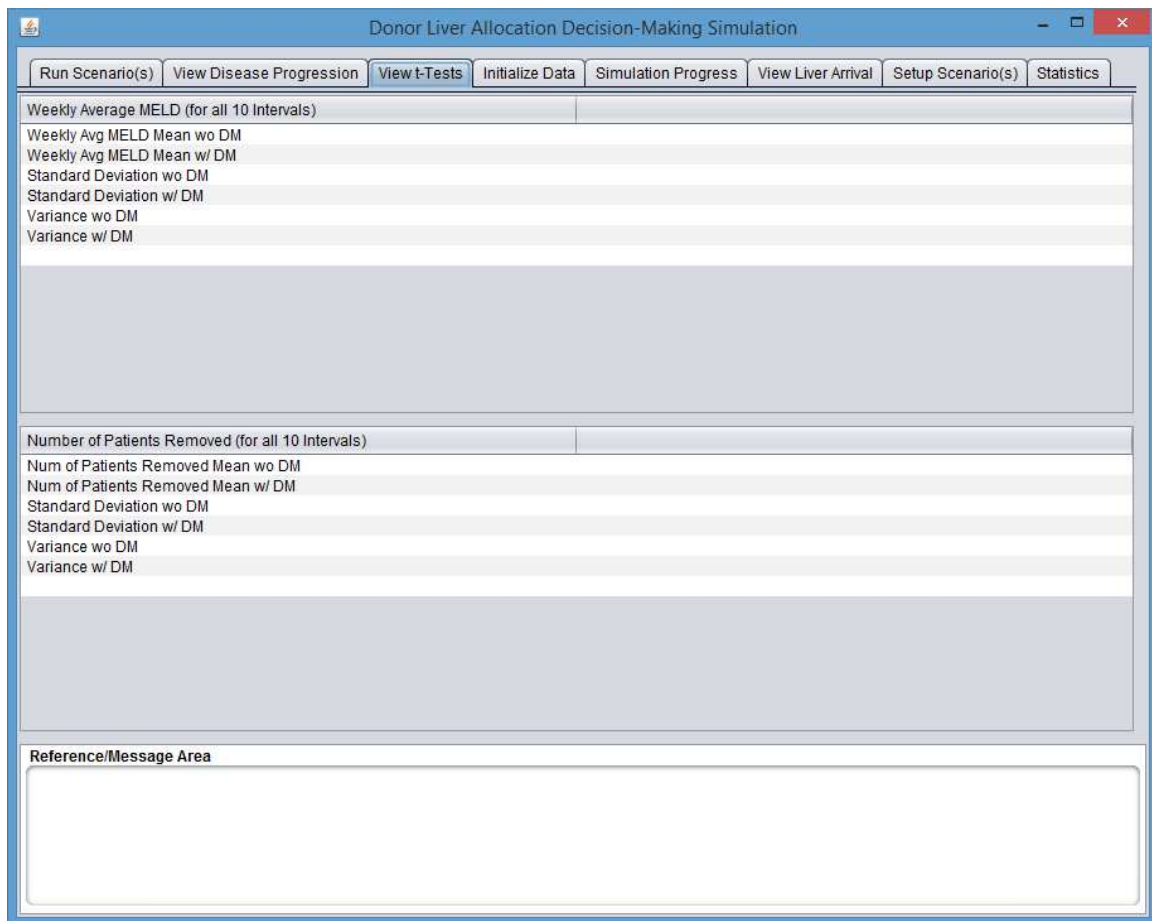 Donor Liver Allocation Decision-Making Simulation
Run Scenario(s) View Disease Progression View t-Tests Initialize Data Simulation Progress View Liver Arrival Setup Scenario(s) Statistics
Weekly Average MELD (for all 10 Intervals)
Weekly Avg MELD Mean wo DM
Weekly Avg MELD Mean w/ DM
Standard Deviation wo DM
Standard Deviation w/ DM
Variance wo DM
Variance w/ DM
Number of Patients Removed (for all 10 Intervals)
Num of Patients Removed Mean wo DM
Num of Patients Removed Mean w/ DM
Standard Deviation wo DM
Standard Deviation w/ DM
Variance wo DM
Variance w/ DM
Reference/Message Area